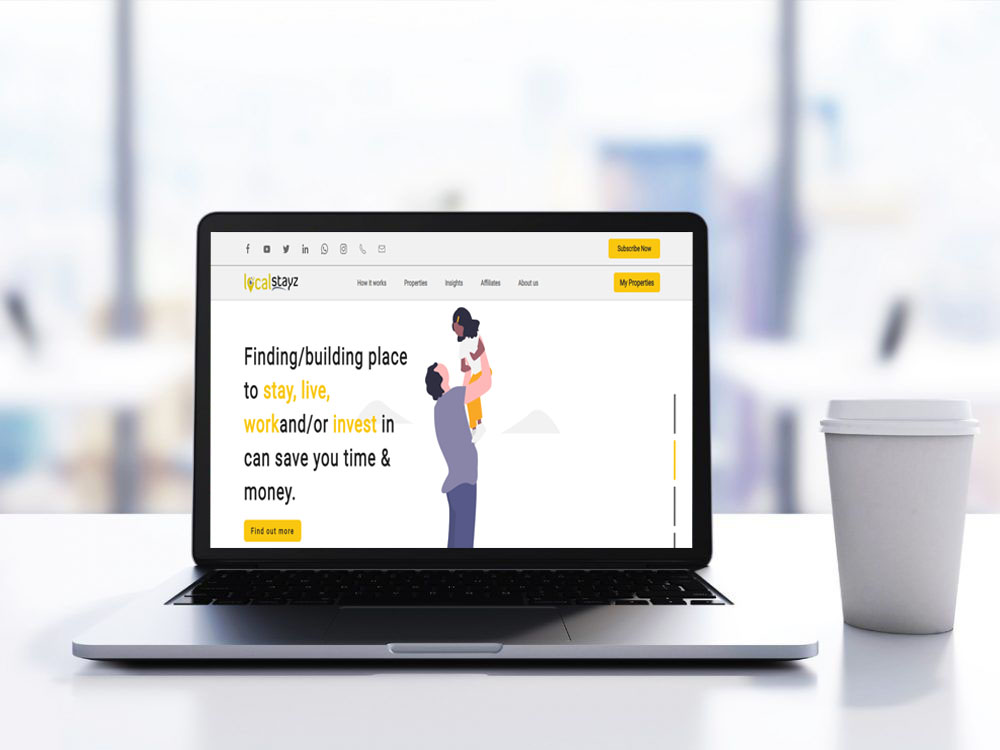 Subscribe Now
localstayz
How it works Properties Insights Affiliates About us
My Properties
Finding/building place
to stay, live,
workand/or invest in
can save you time &
money.
Find out more